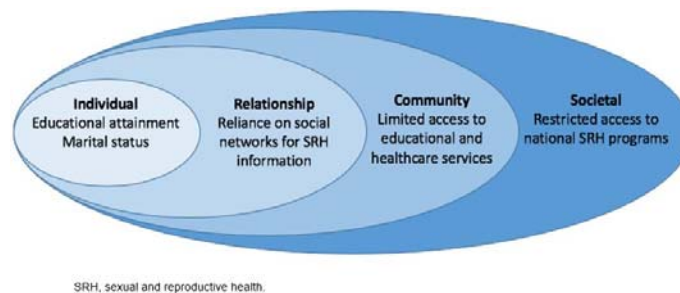 Individual
Educational attainment
Marital status
Relationship
Reliance on social
networks for SRH
information
Community
Limited access to
educational and
healthcare services
Societal
Restricted access to
national SRH programs
SRH, sexual and reproductive health.